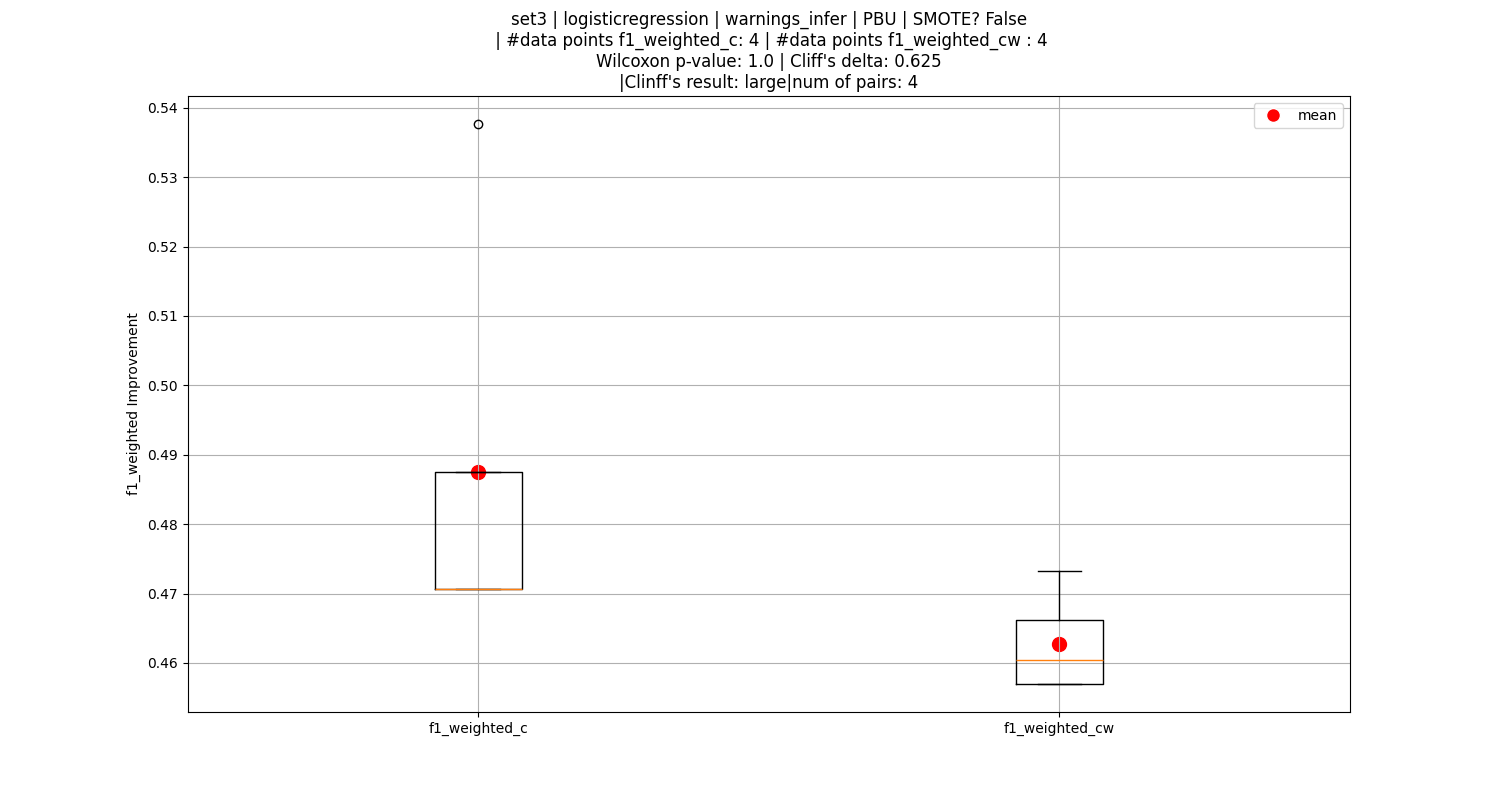 set3 | logisticregression | warnings_infer | PBU | SMOTE? False
| #data points f1_weighted_c: 4 | #data points f1_weighted_cw : 4
Wilcoxon p-value: 1.0 | Cliff's delta: 0.625
|Clinff's result: large|num of pairs: 4
mean
0.54
0.53
0.52
0.51
0.50
0.49
0.48
0.47
0.46
f1_weighted Improvement
f1_weighted_c
f1_weighted_cw